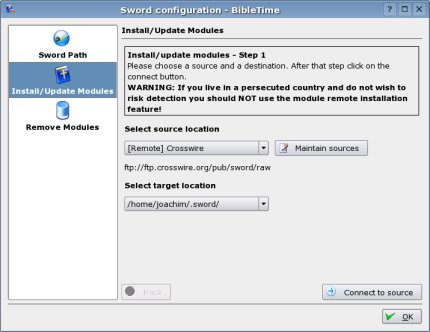 Sword configuration - BibleTime
Sword Path
Install/Update Modules
Remove Modules
Install/Update Modules
Install/update modules - Step 1
Please choose a source and a destination. After that step click on the
connect button.
WARNING: If you live in a persecuted country and do not wish to
risk detection you should NOT use the module remote installation
feature!
Select source location
[Remote] Crosswire
Maintain sources
ftp://ftp.crosswire.org/pub/sword/raw
Select target location
/home/joachim/.sword/
Back
Connect to source
OK